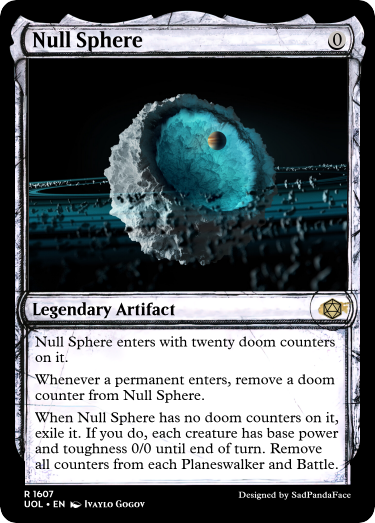 Null Sphere 0
Legendary Artifact
Null Sphere enters with twenty doom counters
on it.
Whenever a permanent enters, remove a doom
counter from Null Sphere.
When Null Sphere has no doom counters on it,
exile it. If you do, each creature has base power
and toughness 0/0 until end of turn. Remove
all counters from each Planeswalker and Battle.
R 1607
UOL • EN Ivaylo Gogov
Designed by SadPandaFace